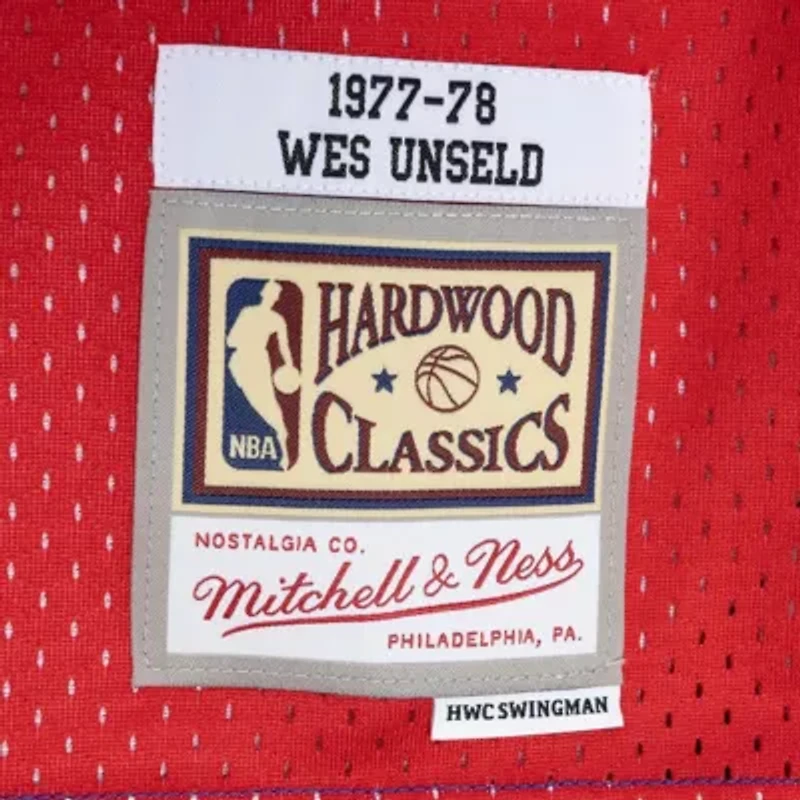 1977-78
WES UNSELD
HARDWOOD
CLASSICS
NBA
NOSTALGIA CO.
Mitchell & Ness
PHILADELPHIA, PA.
HWC SWINGMAN